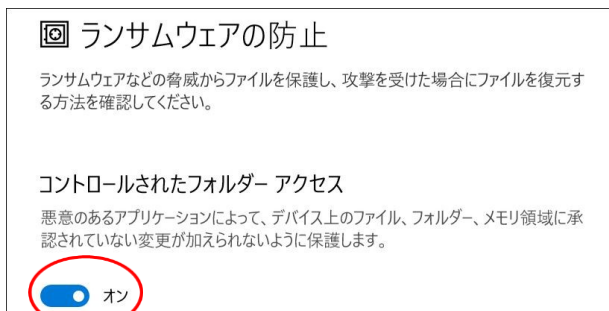 ランサムウェアの防止
ランサムウェアなどの脅威からファイルを保護し、攻撃を受けた場合にファイルを復元す
る方法を確認してください。
コントロールされたフォルダー アクセス
悪意のあるアプリケーションによって、デバイス上のファイル、フォルダー、メモリ領域に承
認されていない変更が加えられないように保護します。
オン